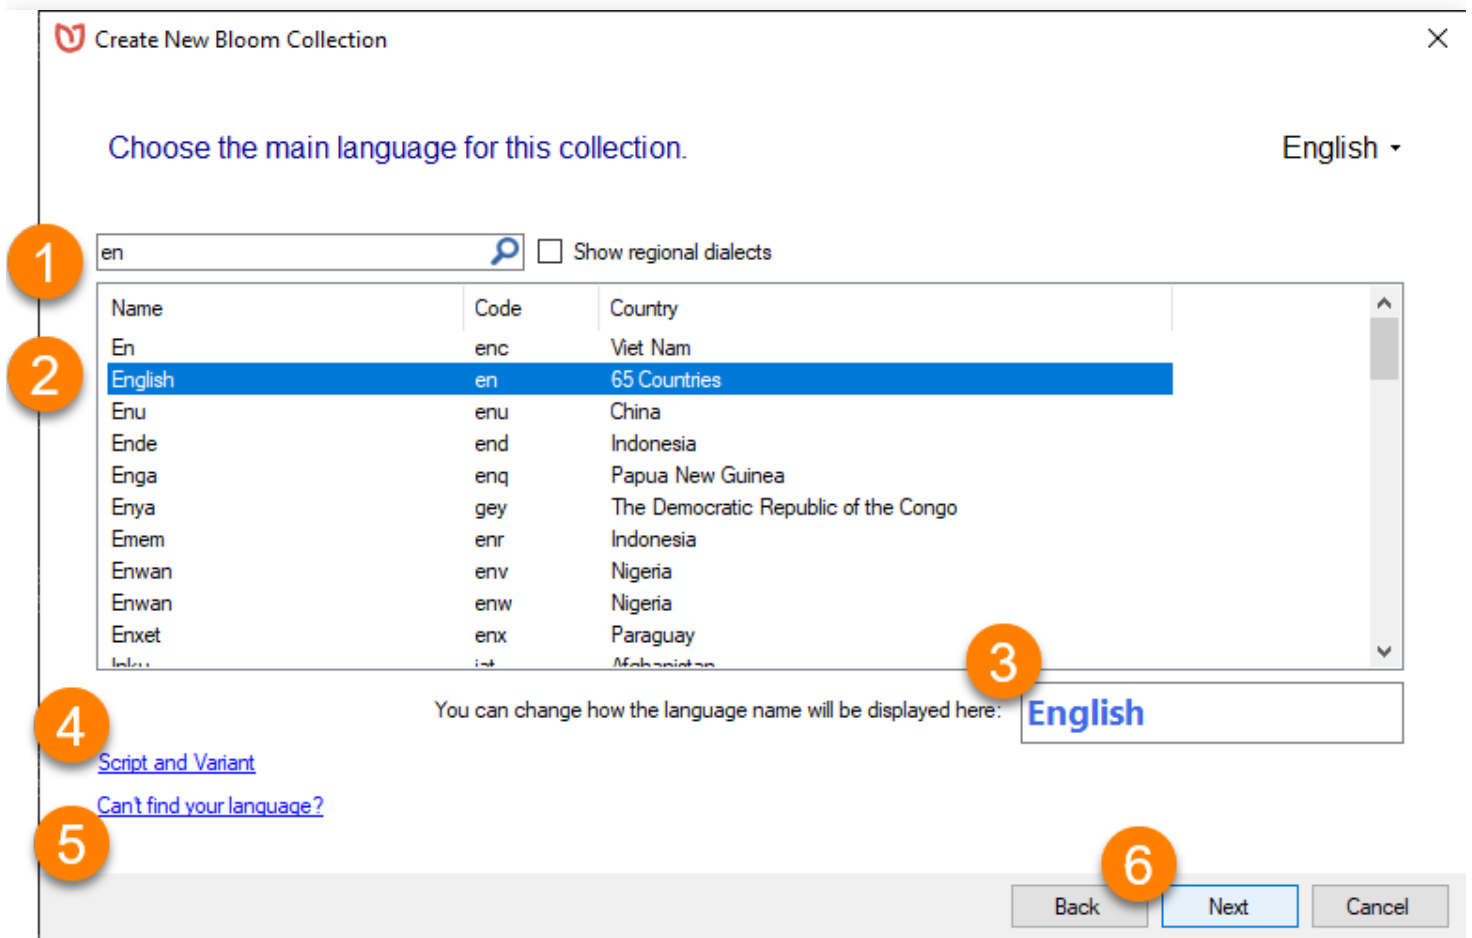 Create New Bloom Collection
Choose the main language for this collection.
English
1
en
Show regional dialects
Name Code Country
En enc Viet Nam
2
English en 65 Countries
Enu enu China
Ende end Indonesia
Enga enq Papua New Guinea
Enya gey The Democratic Republic of the Congo
Emem enr Indonesia
Enwan env Nigeria
Enwan enw Nigeria
Enxet enx Paraguay
3
You can change how the language name will be displayed here: English
4
Script and Variant
Can't find your language?
5
6
Back Next Cancel